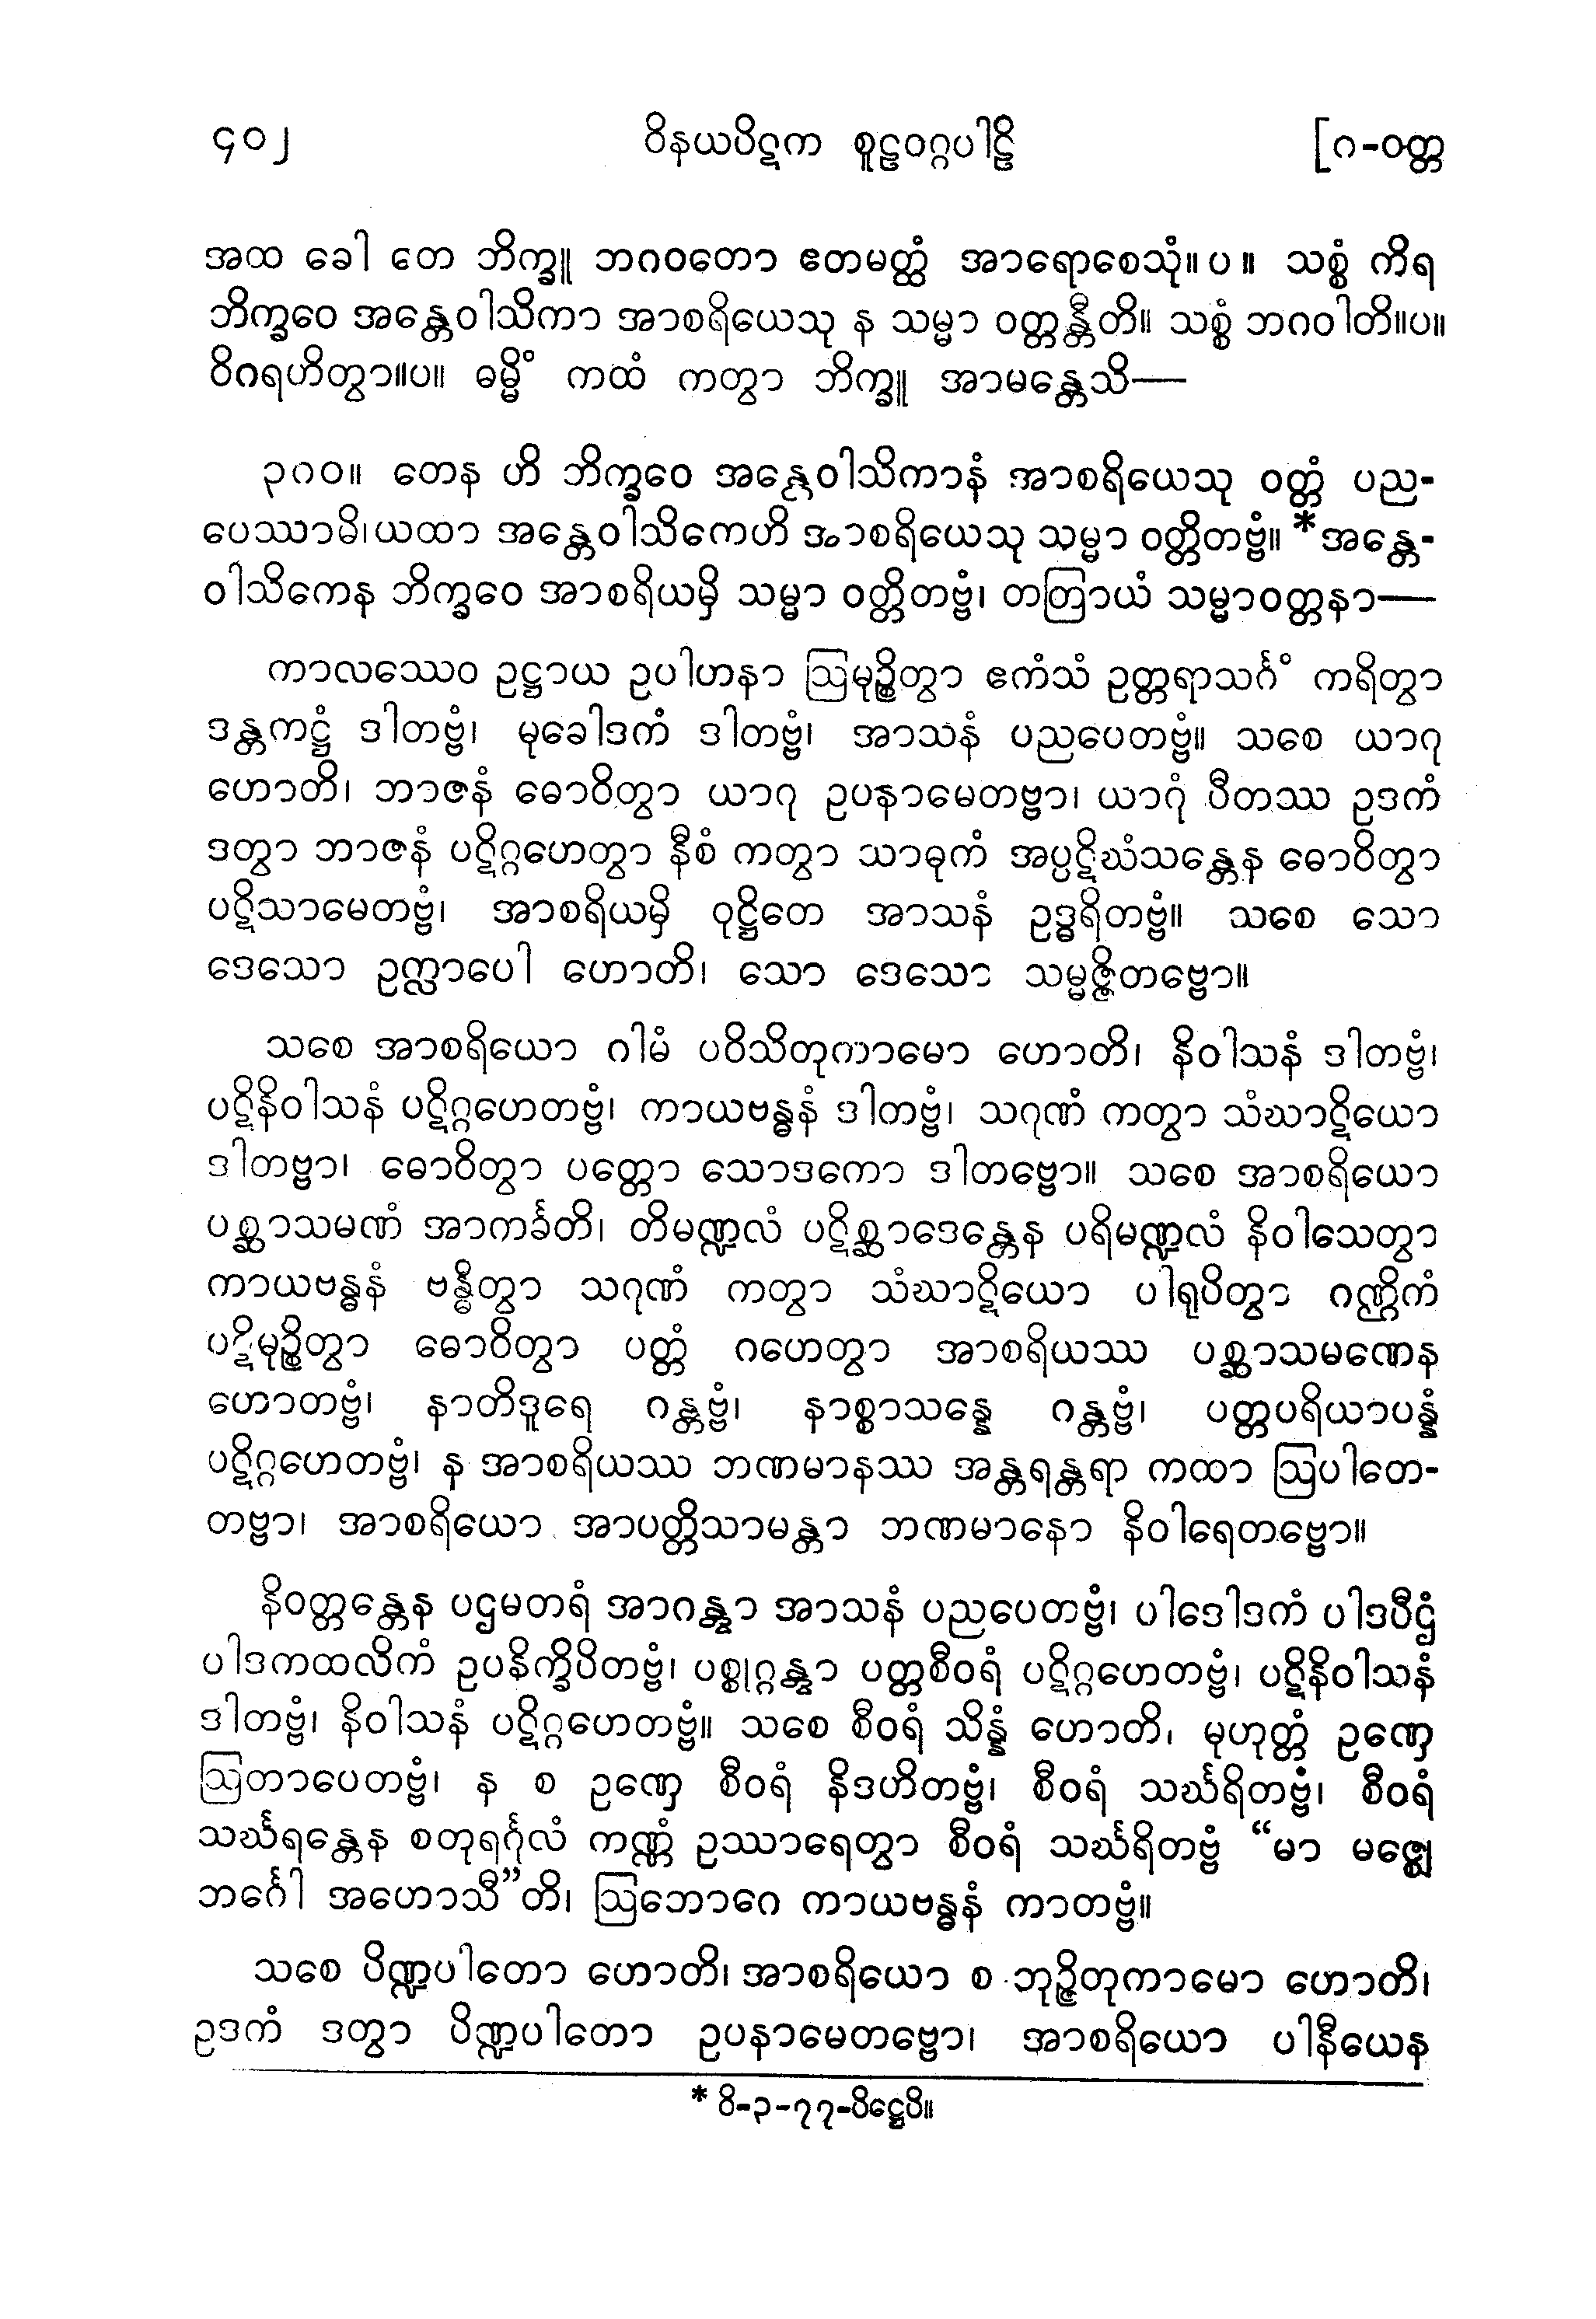 ၄၀၂ ဝိနယပိဋက စူဠဝဂ္ဂပါဠိ [ဂ-ဝတ္တ
အထ ခေါ တေ ဘိက္ခူ ဘဂဝတော ဧတမတ္ထံ အာရောစေသုံ။ပ။ သစ္စံ ကိရ
ဘိက္ခဝေ အန္တေဝါသိကာ အာစရိယေသု န သမ္မာ ဝတ္တန္တီတိ။ သစ္စံ ဘဂဝါတိ။ပ။
ဝိဂရဟိတွာ။ပ။ ဓမ္မိံ ကထံ ကတွာ ဘိက္ခူ အာမန္တေသိ—
၃၈၀။ တေန ဟိ ဘိက္ခဝေ အန္တေဝါသိကာနံ အာစရိယေသု ဝတ္တံ ပည-
ပေဿာမိ၊ယထာ အန္တေဝါသိကေဟိ အာစရိယေသု သမ္မာ ဝတ္တိတဗ္ဗံ။ *အန္တေ-
ဝါသိကေန ဘိက္ခဝေ အာစရိယမှိ သမ္မာ ဝတ္တိတဗ္ဗံ၊ တတြာယံ သမ္မာဝတ္တနာ—
ကာလဿေဝ ဥဋ္ဌာယ ဥပါဟနာ ဩမုဉ္စိတွာ ဧကံသံ ဥတ္တရာသင်္ဂံ ကရိတွာ
ဒန္တကဋ္ဌံ ဒါတဗ္ဗံ၊ မုခေါဒကံ ဒါတဗ္ဗံ၊ အာသနံ ပညပေတဗ္ဗံ။ သစေ ယာဂု
ဟောတိ၊ ဘာဇနံ ဓောဝိတွာ ယာဂု ဥပနာမေတဗ္ဗာ၊ ယာဂုံ ပီတဿ ဥဒကံ
ဒတွာ ဘာဇနံ ပဋိဂ္ဂဟေတွာ နီစံ ကတွာ သာဓုကံ အပ္ပဋိဃံသန္တေန ဓောဝိတွာ
ပဋိသာမေတဗ္ဗံ၊ အာစရိယမှိ ဝုဋ္ဌိတေ အာသနံ ဥဒ္ဓရိတဗ္ဗံ။ သစေ သော
ဒေသော ဥက္လာပေါ ဟောတိ၊ သော ဒေသော သမ္မဇ္ဇိတဗ္ဗော။
သစေ အာစရိယော ဂါမံ ပဝိသိတုကာမော ဟောတိ၊ နိဝါသနံ ဒါတဗ္ဗံ၊
ပဋိနိဝါသနံ ပဋိဂ္ဂဟေတဗ္ဗံ၊ ကာယဗန္ဓနံ ဒါတဗ္ဗံ၊ သဂုဏံ ကတွာ သံဃာဋိယော
ဒါတဗ္ဗာ၊ ဓောဝိတွာ ပတ္တော သောဒကော ဒါတဗ္ဗော။ သစေ အာစရိယော
ပစ္ဆာသမဏံ အာကင်္ခတိ၊ တိမဏ္ဍလံ ပဋိစ္ဆာဒေန္တေန ပရိမဏ္ဍလံ နိဝါသေတွာ
ကာယဗန္ဓနံ ဗန္ဓိတွာ သဂုဏံ ကတွာ သံဃာဋိယော ပါရုပိတွာ ဂဏ္ဌိကံ
ပဋိမုဉ္စိတွာ ဓောဝိတွာ ပတ္တံ ဂဟေတွာ အာစရိယဿ ပစ္ဆာသမဏေန
ဟောတဗ္ဗံ၊ နာတိဒူရေ ဂန္တဗ္ဗံ၊ နာစ္စာသန္နေ ဂန္တဗ္ဗံ၊ ပတ္တပရိယာပန္နံ
ပဋိဂ္ဂဟေတဗ္ဗံ၊ န အာစရိယဿ ဘဏမာနဿ အန္တရန္တရာ ကထာ ဩပါတေ-
တဗ္ဗာ၊ အာစရိယော အာပတ္တိသာမန္တာ ဘဏမာနော နိဝါရေတဗ္ဗော။
နိဝတ္တန္တေန ပဌမတရံ အာဂန္တွာ အာသနံ ပညပေတဗ္ဗံ၊ ပါဒေါဒကံ ပါဒပီဌံ
ပါဒကထလိကံ ဥပနိက္ခိပိတဗ္ဗံ၊ ပစ္စုဂ္ဂန္တွာ ပတ္တစီဝရံ ပဋိဂ္ဂဟေတဗ္ဗံ၊ ပဋိနိဝါသနံ
ဒါတဗ္ဗံ၊ နိဝါသနံ ပဋိဂ္ဂဟေတဗ္ဗံ။ သစေ စီဝရံ သိန္နံ ဟောတိ၊ မုဟုတ္တံ ဥဏှေ
ဩတာပေတဗ္ဗံ၊ န စ ဥဏှေ စီဝရံ နိဒဟိတဗ္ဗံ၊ စီဝရံ သင်္ဃရိတဗ္ဗံ၊ စီဝရံ
သင်္ဃရန္တေန စတုရင်္ဂုလံ ကဏ္ဏံ ဥဿာရေတွာ စီဝရံ သင်္ဃရိတဗ္ဗံ “မာ မဇ္ဈေ
ဘင်္ဂေါ အဟောသီ”တိ၊ ဩဘောဂေ ကာယဗန္ဓနံ ကာတဗ္ဗံ။
သစေ ပိဏ္ဍပါတော ဟောတိ၊ အာစရိယော စ ဘုဉ္ဇိတုကာမော ဟောတိ၊
ဥဒကံ ဒတွာ ပိဏ္ဍပါတော ဥပနာမေတဗ္ဗော၊ အာစရိယော ပါနီယေန
* ဝိ-၃-၇၇-ပိဋ္ဌေပိ။